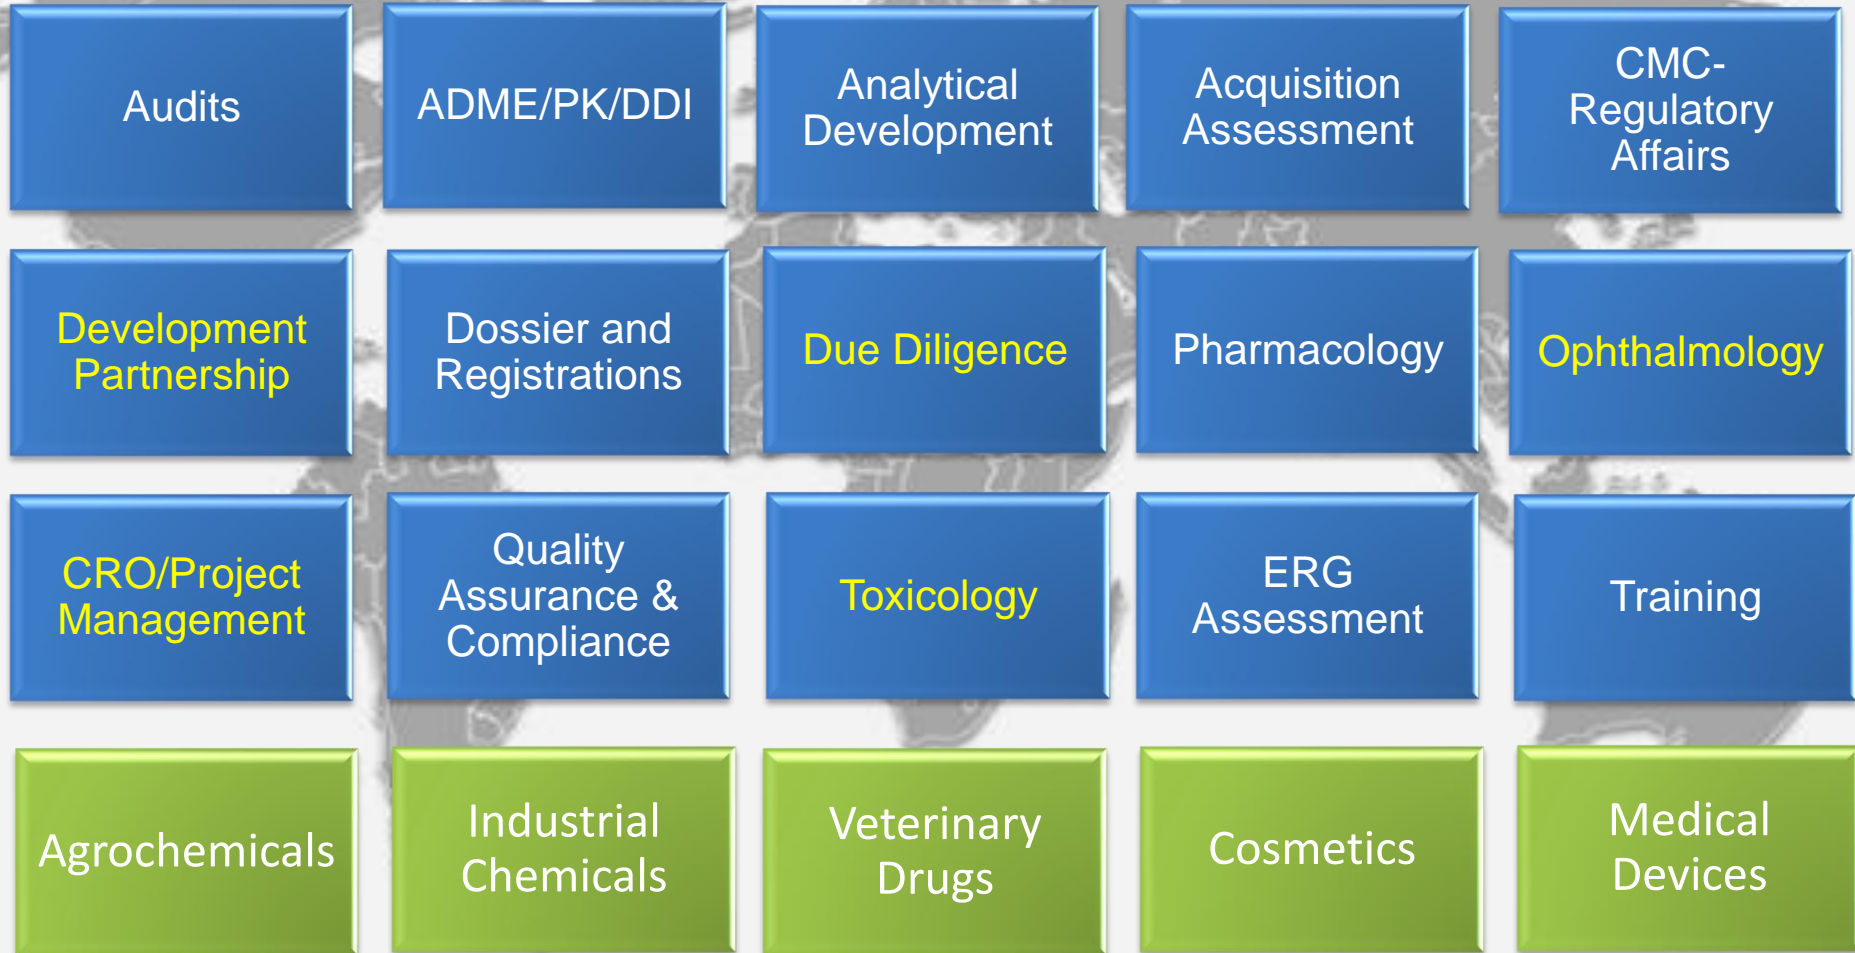 Audits
ADME/PK/DDI
Analytical
Development
Acquisition
Assessment
CMC-
Regulatory
Affairs
Development
Partnership
Dossier and
Registrations
Due Diligence
Pharmacology
Ophthalmology
CRO/Project
Management
Quality
Assurance &
Compliance
Toxicology
ERG
Assessment
Training
Agrochemicals
Industrial
Chemicals
Veterinary
Drugs
Cosmetics
Medical
Devices